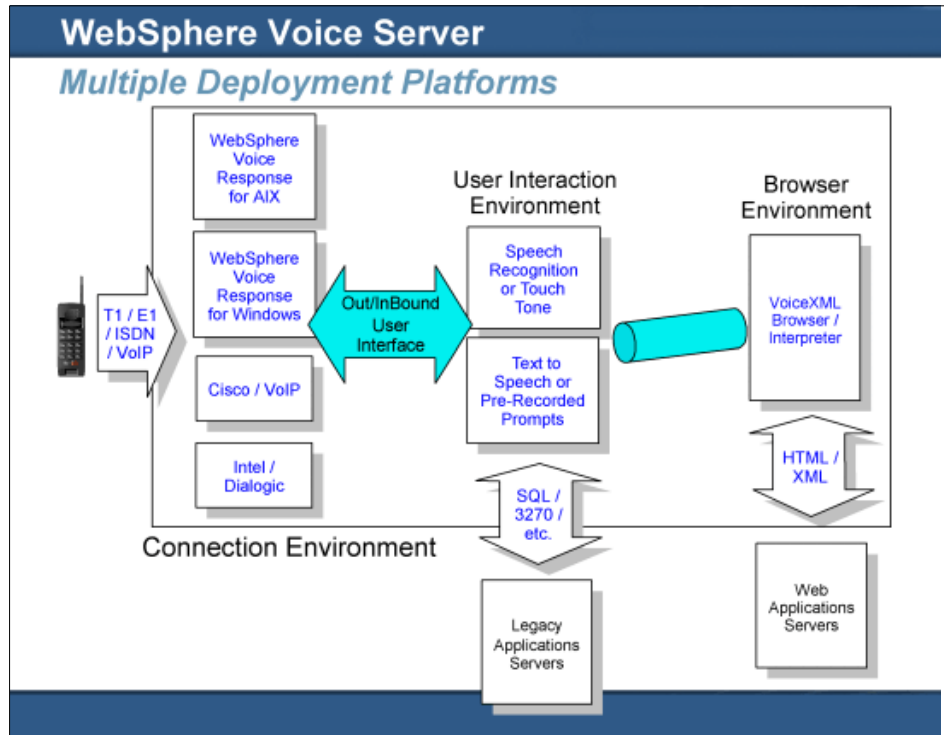 WebSphere Voice Server
Multiple Deployment Platforms
WebSphere
Voice
Response
for AIX
WebSphere
Voice
Response
for Windows
Cisco / VoIP
Intel /
Dialogic
T1 / E1
/ ISDN
/ VoIP
Out/InBound
User
Interface
User Interaction
Environment
Speech
Recognition
or Touch
Tone
Text to
Speech or
Pre-Recorded
Prompts
Browser
Environment
VoiceXML
Browser /
Interpreter
HTML /
XML
SQL /
3270 /
etc.
Connection Environment
Legacy
Applications
Servers
Web
Applications
Servers